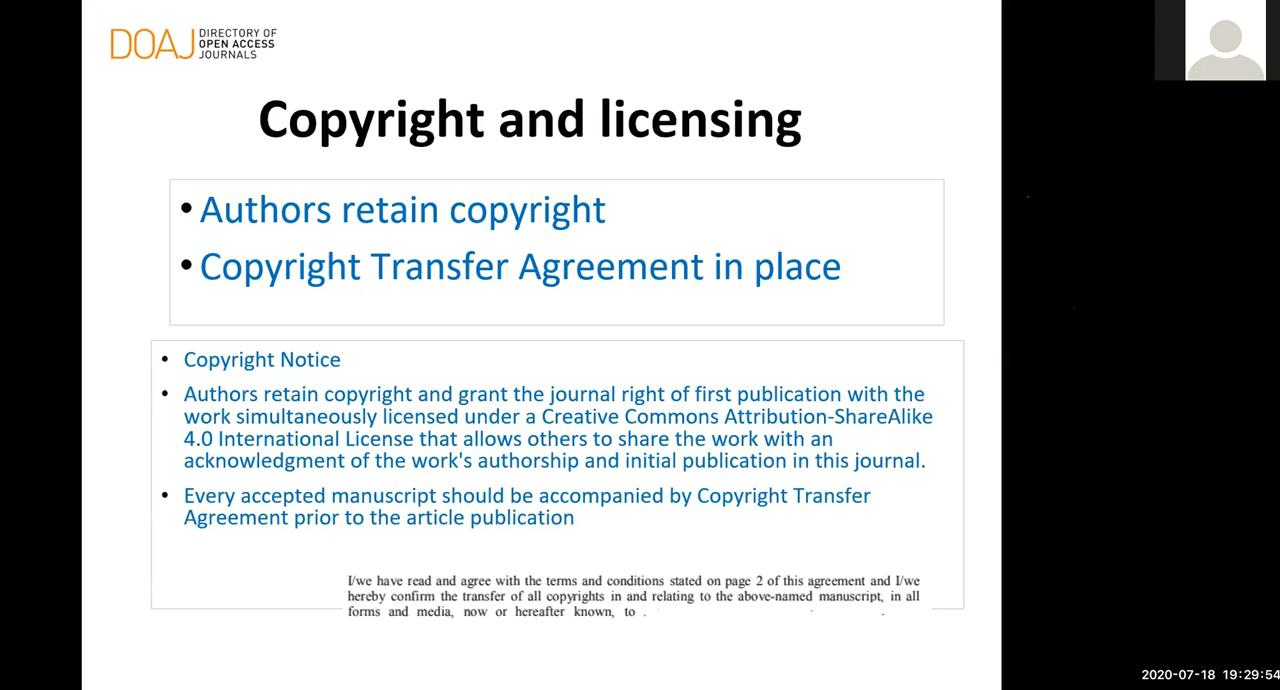 DOAJ DIRECTORY OF
OPEN ACCESS
JOURNALS
Copyright and licensing
• Authors retain copyright
• Copyright Transfer Agreement in place
• Copyright Notice
• Authors retain copyright and grant the journal right of first publication with the
work simultaneously licensed under a Creative Commons Attribution-ShareAlike
4.0 International License that allows others to share the work with an
acknowledgment of the work's authorship and initial publication in this journal.
• Every accepted manuscript should be accompanied by Copyright Transfer
Agreement prior to the article publication
I/we have read and agree with the terms and conditions stated on page 2 of this agreement and I/we
hereby confirm the transfer of all copyrights in and relating to the above-named manuscript, in all
forms and media, now or hereafter known, to .
2020-07-18 19:29:54